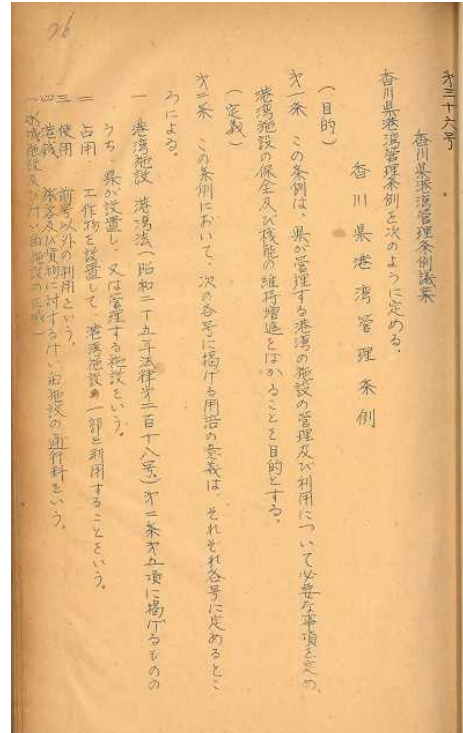 26
第三十六号
香川県港湾管理条例議案
香川県港湾管理条例を次のように定める。
香川県港湾管理条例
(目的)
第一条 この条例は、県が管理する港湾の施設の管理及び利用について必要な事項を定め、
港湾施設の保全及び機能の維持増進をはかることを目的とする。
(定義)
第二条 この条例において、次の各号に掲げる用語の意義は、それぞれ各号に定めるとこ
ろによる。
一 港湾施設 港湾法(昭和二十五年法律第二百十八号)第二条第五項に掲げるものの
うち県が設置し、又は管理する施設をいう。
二 占用 工作物を設置して、港湾施設の一部を利用することをいう。
三 使用 前号以外の利用をいう。
四 港銭 旅客及び貨物に対するけい留施設の通行料をいう。
(水域施設及びけい留施設の